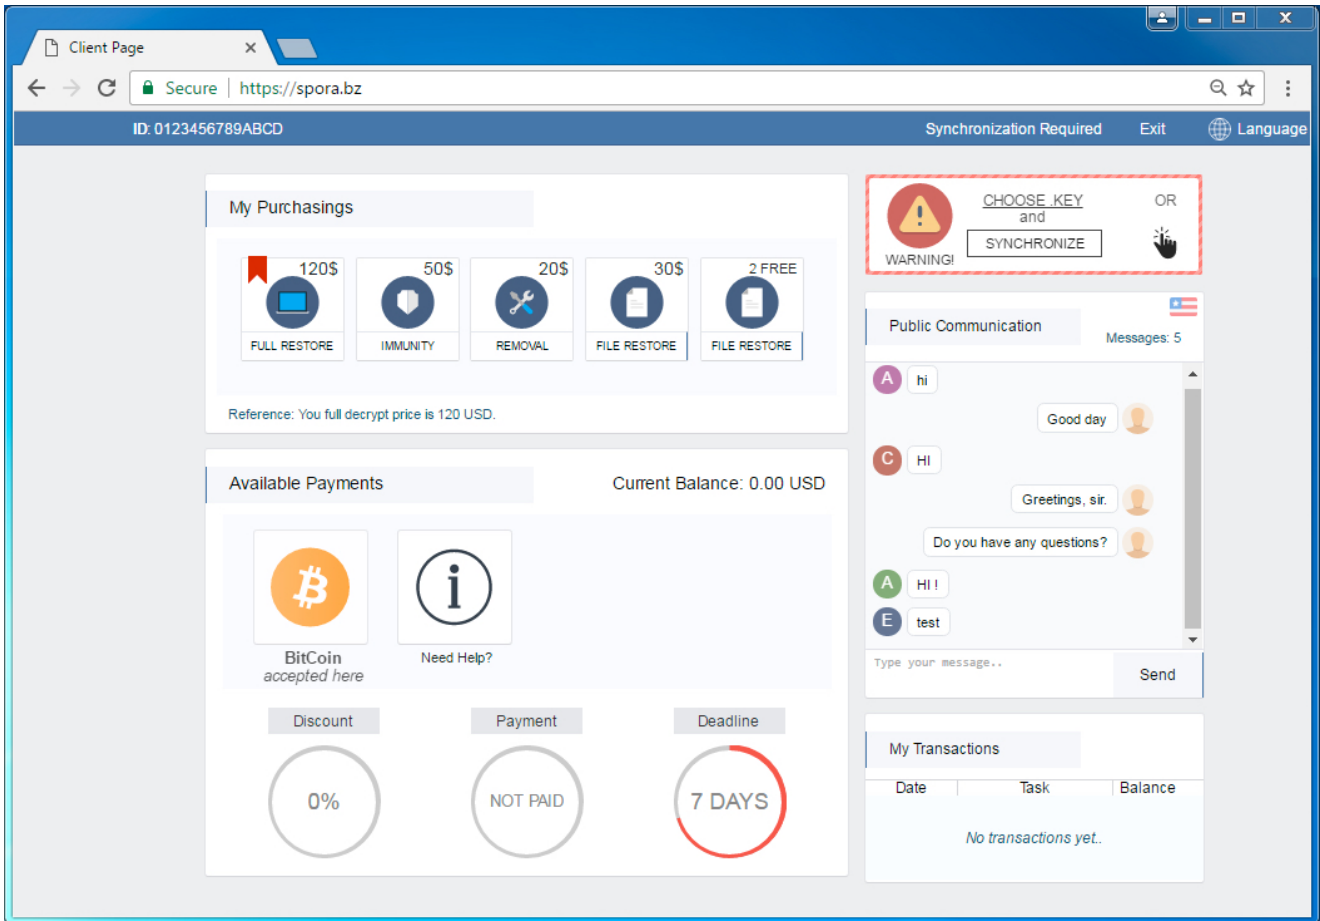 Client Page
Secure https://spora.bz
ID: 0123456789ABCD
Synchronization Required
Exit
Language
My Purchasings
120$
FULL RESTORE
50$
IMMUNITY
20$
REMOVAL
30$
FILE RESTORE
2 FREE
FILE RESTORE
Reference: You full decrypt price is 120 USD.
Available Payments
Current Balance: 0.00 USD
BitCoin
accepted here
i
Need Help?
Discount
0%
Payment
NOT PAID
Deadline
7 DAYS
WARNING!
CHOOSE .KEY
and
SYNCHRONIZE
OR
Public Communication
Messages: 5
A
hi
Good day
C
HI
Greetings, sir.
Do you have any questions?
A
HI !
E
test
Type your message..
Send
My Transactions
Date
Task
Balance
No transactions yet..